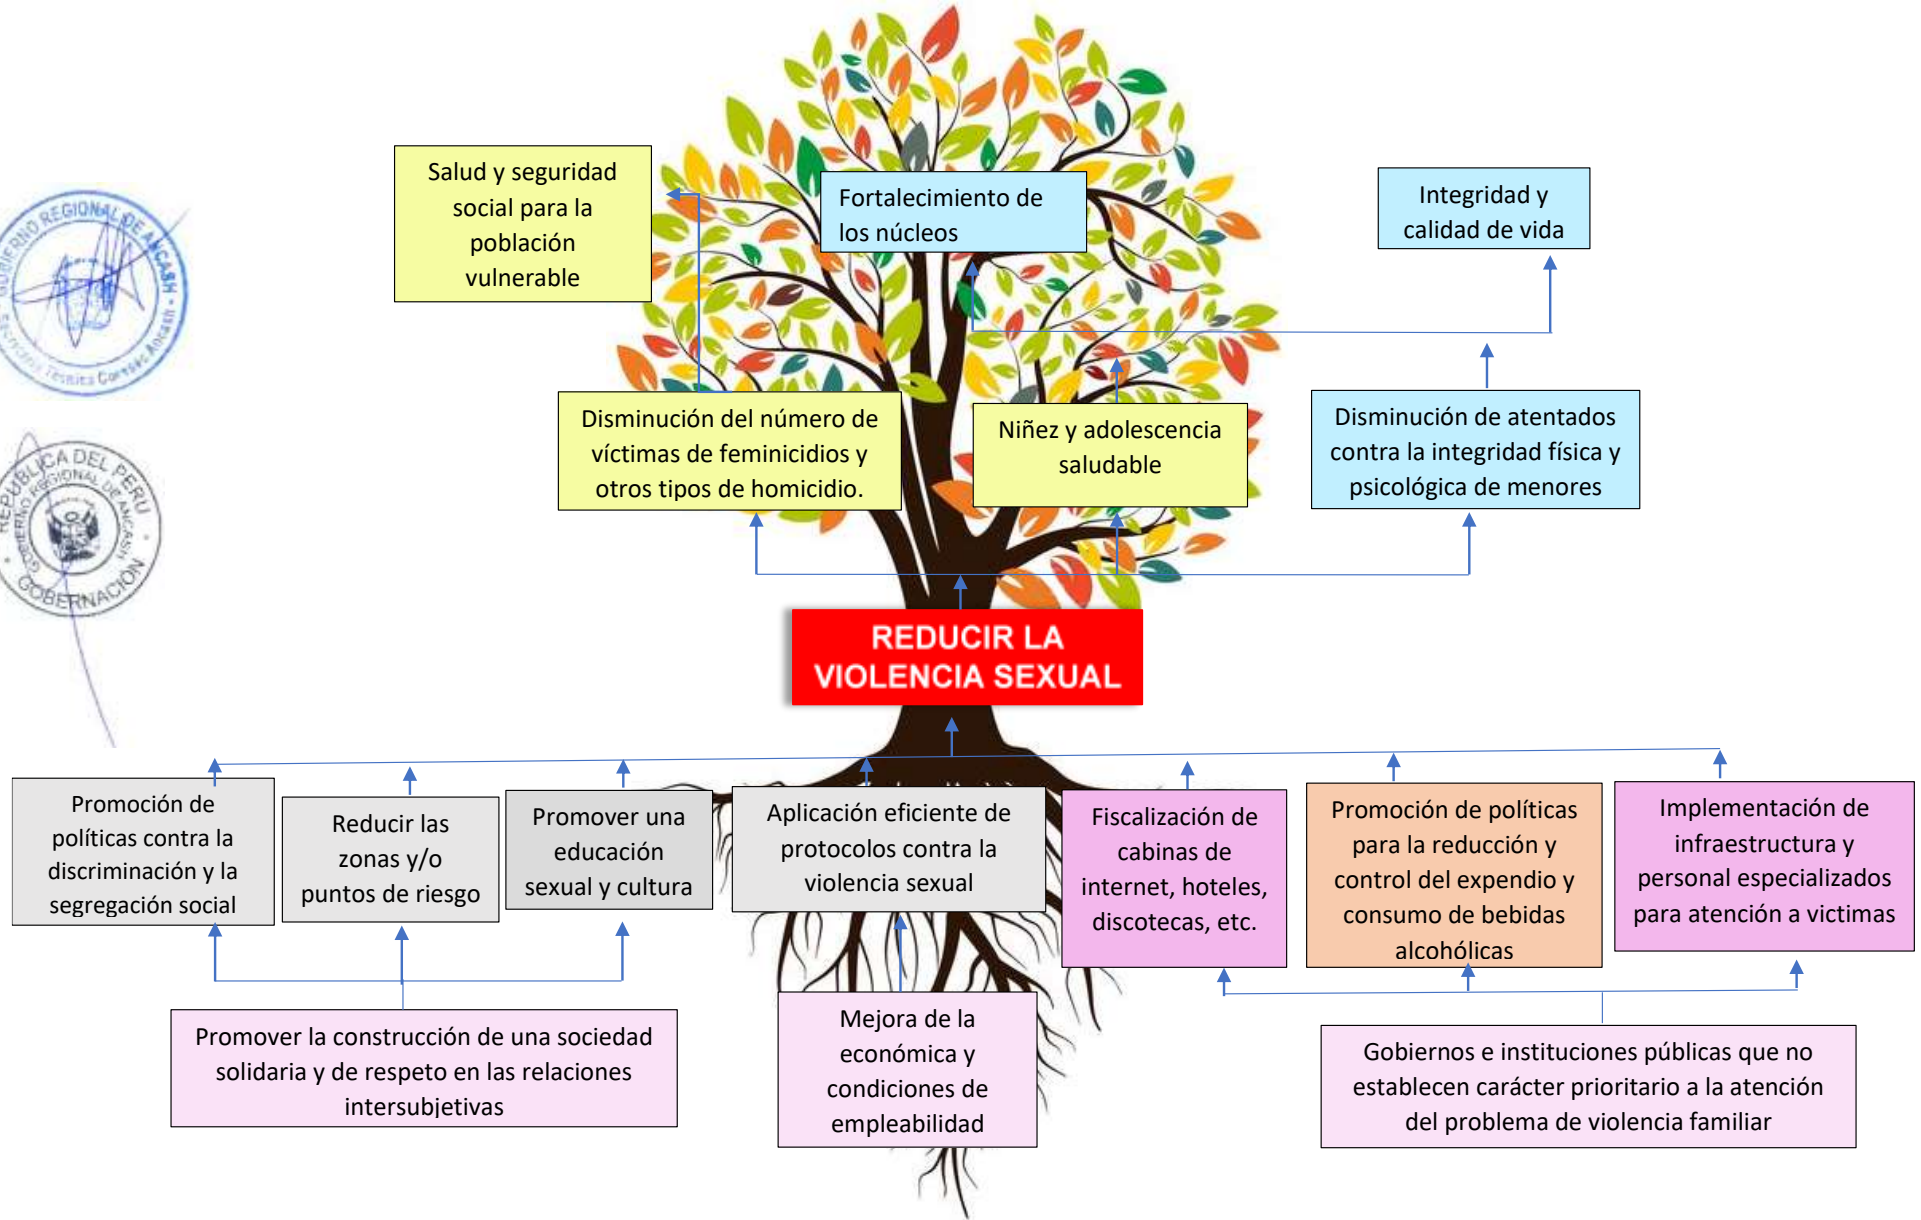 Salud y seguridad
social para la
población
vulnerable
Fortalecimiento de
los núcleos
Integridad y
calidad de vida
GOBIERNO REGIONAL DE ANCASH
Disminución del número de
víctimas de feminicidios y
otros tipos de homicidio.
Niñez y adolescencia
saludable
Disminución de atentados
contra la integridad física y
psicológica de menores
REPUBLICA DEL PERU
GOBIERNO REGIONAL DE ANCASH
GOBERNACIÓN
REDUCIR LA
VIOLENCIA SEXUAL
Promoción de
políticas contra la
discriminación y la
segregación social
Reducir las
zonas y/o
puntos de riesgo
Promover una
educación
sexual y cultura
Aplicación eficiente de
protocolos contra la
violencia sexual
Fiscalización de
cabinas de
internet, hoteles,
discotecas, etc.
Promoción de políticas
para la reducción y
control del expendio y
consumo de bebidas
alcohólicas
Implementación de
infraestructura y
personal especializados
para atención a victimas
Promover la construcción de una sociedad
solidaria y de respeto en las relaciones
intersubjetivas
Mejora de la
económica y
condiciones de
empleabilidad
Gobiernos e instituciones públicas que no
establecen carácter prioritario a la atención
del problema de violencia familiar